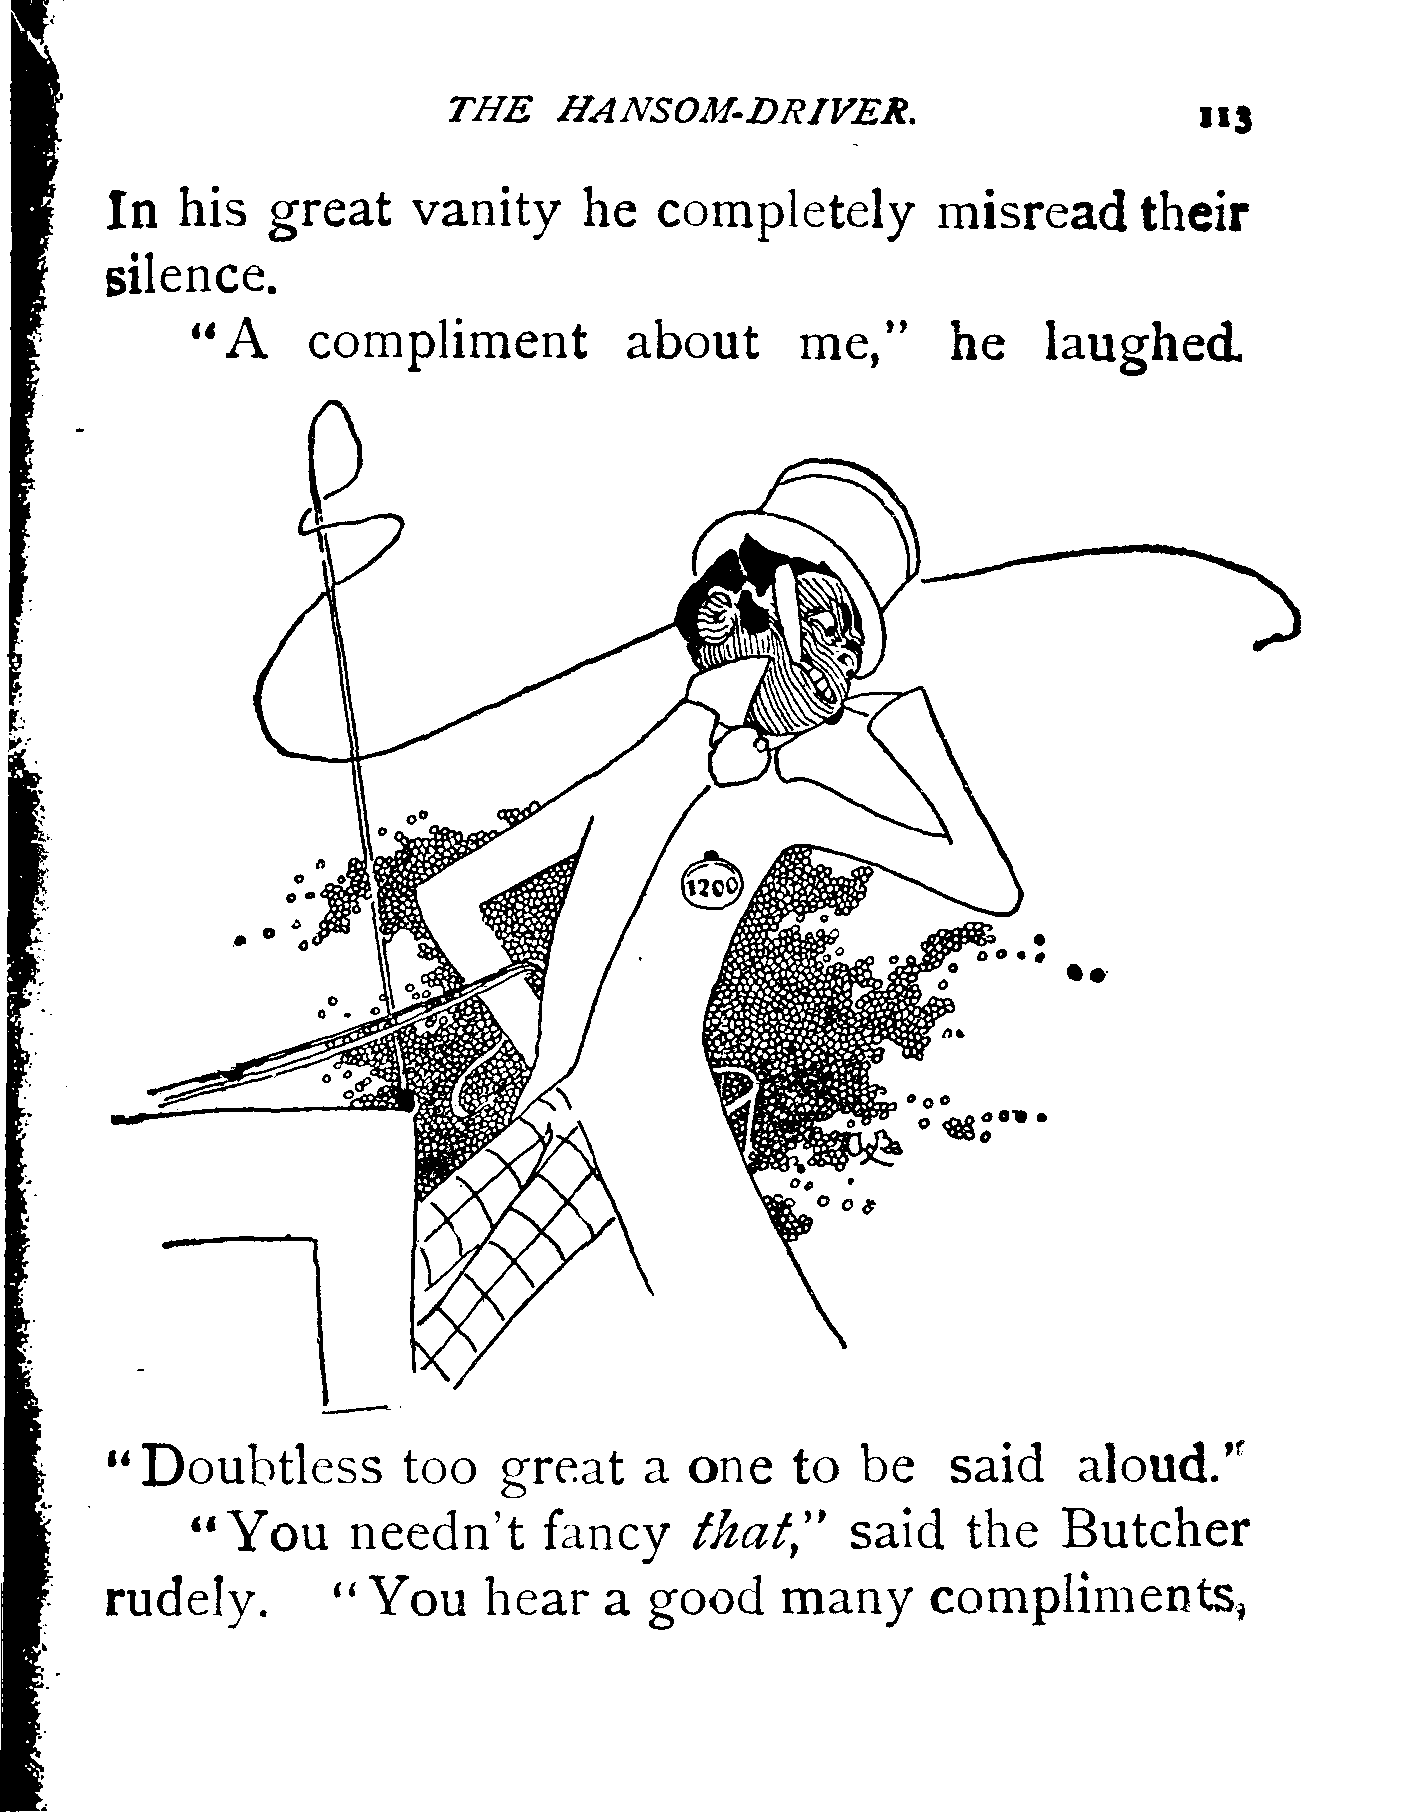 THE HANSOM-DRIVER. 113
In his great vanity he completely misread their
silence.
"A compliment about me," he laughed.
1200
"Doubtless too great a one to be said aloud."
"You needn't fancy that," said the Butcher
rudely. "You hear a good many compliments,